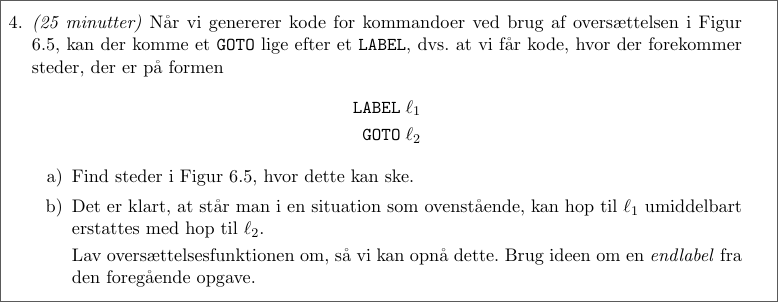 4. (25 minutter) Når vi genererer kode for kommandoer ved brug af oversættelsen i Figur
6.5, kan der komme et GOTO lige efter et LABEL, dvs. at vi får kode, hvor der forekommer
steder, der er på formen
LABEL ℓ1
GOTO ℓ2
a) Find steder i Figur 6.5, hvor dette kan ske.
b) Det er klart, at står man i en situation som ovenstående, kan hop til ℓ1 umiddelbart
erstattes med hop til ℓ2.
Lav oversættelsesfunktionen om, så vi kan opnå dette. Brug ideen om en endlabel fra
den foregående opgave.